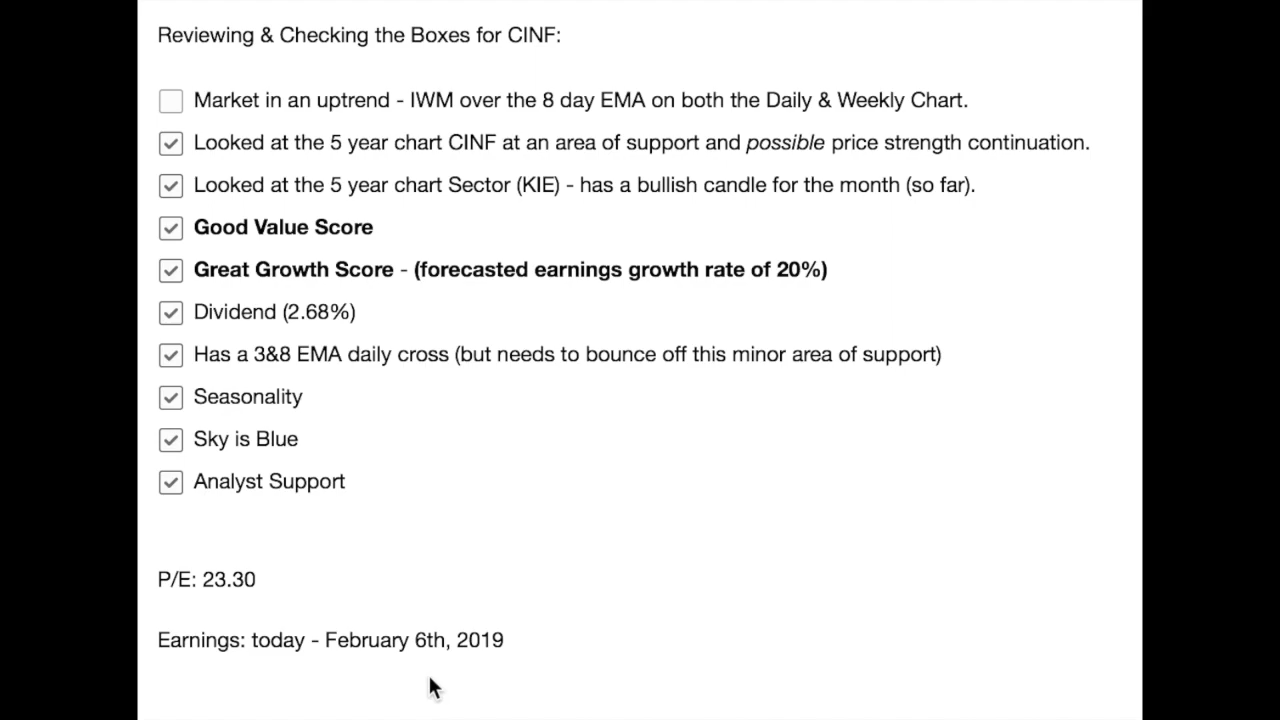 Reviewing & Checking the Boxes for CINF:
Market in an uptrend - IWM over the 8 day EMA on both the Daily & Weekly Chart.
Looked at the 5 year chart CINF at an area of support and possible price strength continuation.
Looked at the 5 year chart Sector (KIE) - has a bullish candle for the month (so far).
Good Value Score
Great Growth Score - (forecasted earnings growth rate of 20%)
Dividend (2.68%)
Has a 3&8 EMA daily cross (but needs to bounce off this minor area of support)
Seasonality
Sky is Blue
Analyst Support
P/E: 23.30
Earnings: today - February 6th, 2019